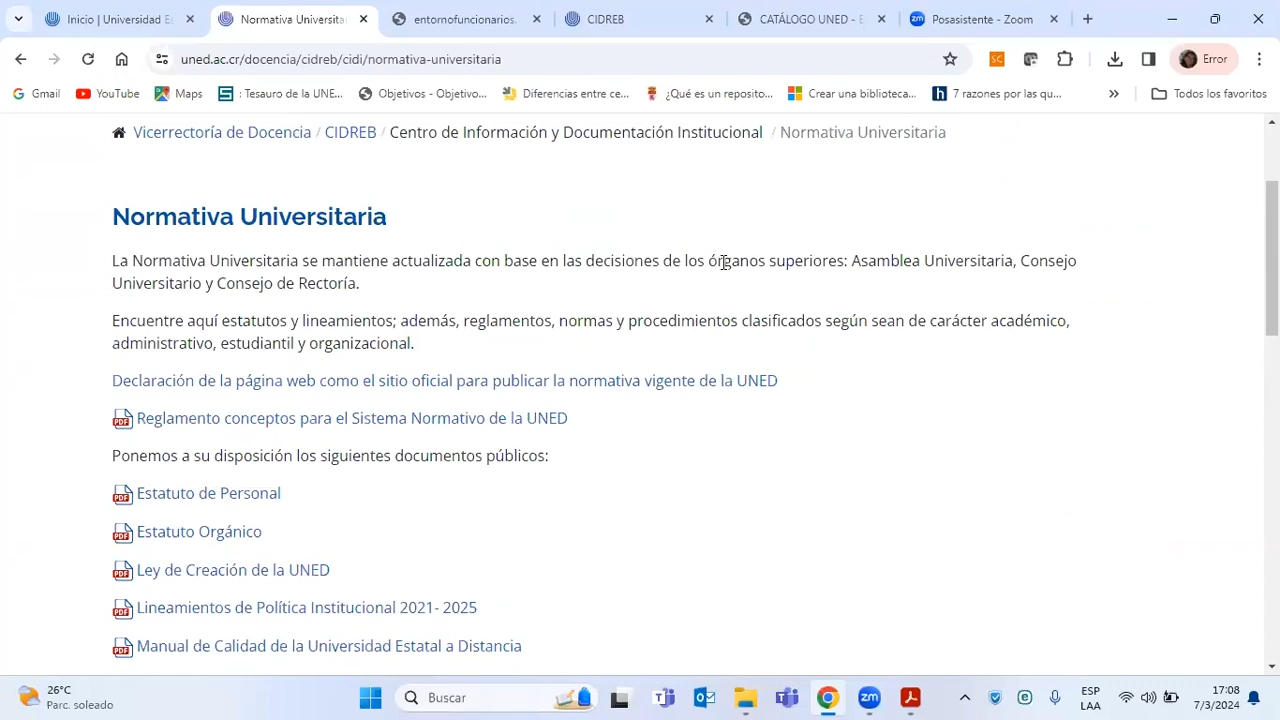 Inicio | Universidad E
Normativa Universitar
entornofuncionarios.
CIDREB
CATÁLOGO UNED - E
Posasistente - Zoom
uned.ac.cr/docencia/cidreb/cidi/normativa-universitaria
Error
Gmail
YouTube
Maps
: Tesauro de la UNE...
Objetivos - Objetivo...
Diferencias entre ce...
¿Qué es un reposito...
Crear una biblioteca...
7 razones por las qu...
Todos los favoritos
Vicerrectoría de Docencia / CIDREB / Centro de Información y Documentación Institucional / Normativa Universitaria
Normativa Universitaria
La Normativa Universitaria se mantiene actualizada con base en las decisiones de los órganos superiores: Asamblea Universitaria, Consejo
Universitario y Consejo de Rectoría.
Encuentre aquí estatutos y lineamientos; además, reglamentos, normas y procedimientos clasificados según sean de carácter académico,
administrativo, estudiantil y organizacional.
Declaración de la página web como el sitio oficial para publicar la normativa vigente de la UNED
PDF Reglamento conceptos para el Sistema Normativo de la UNED
Ponemos a su disposición los siguientes documentos públicos:
PDF Estatuto de Personal
PDF Estatuto Orgánico
PDF Ley de Creación de la UNED
PDF Lineamientos de Política Institucional 2021- 2025
PDF Manual de Calidad de la Universidad Estatal a Distancia
26°C
Parc. soleado
Buscar
ESP
LAA
17:08
7/3/2024